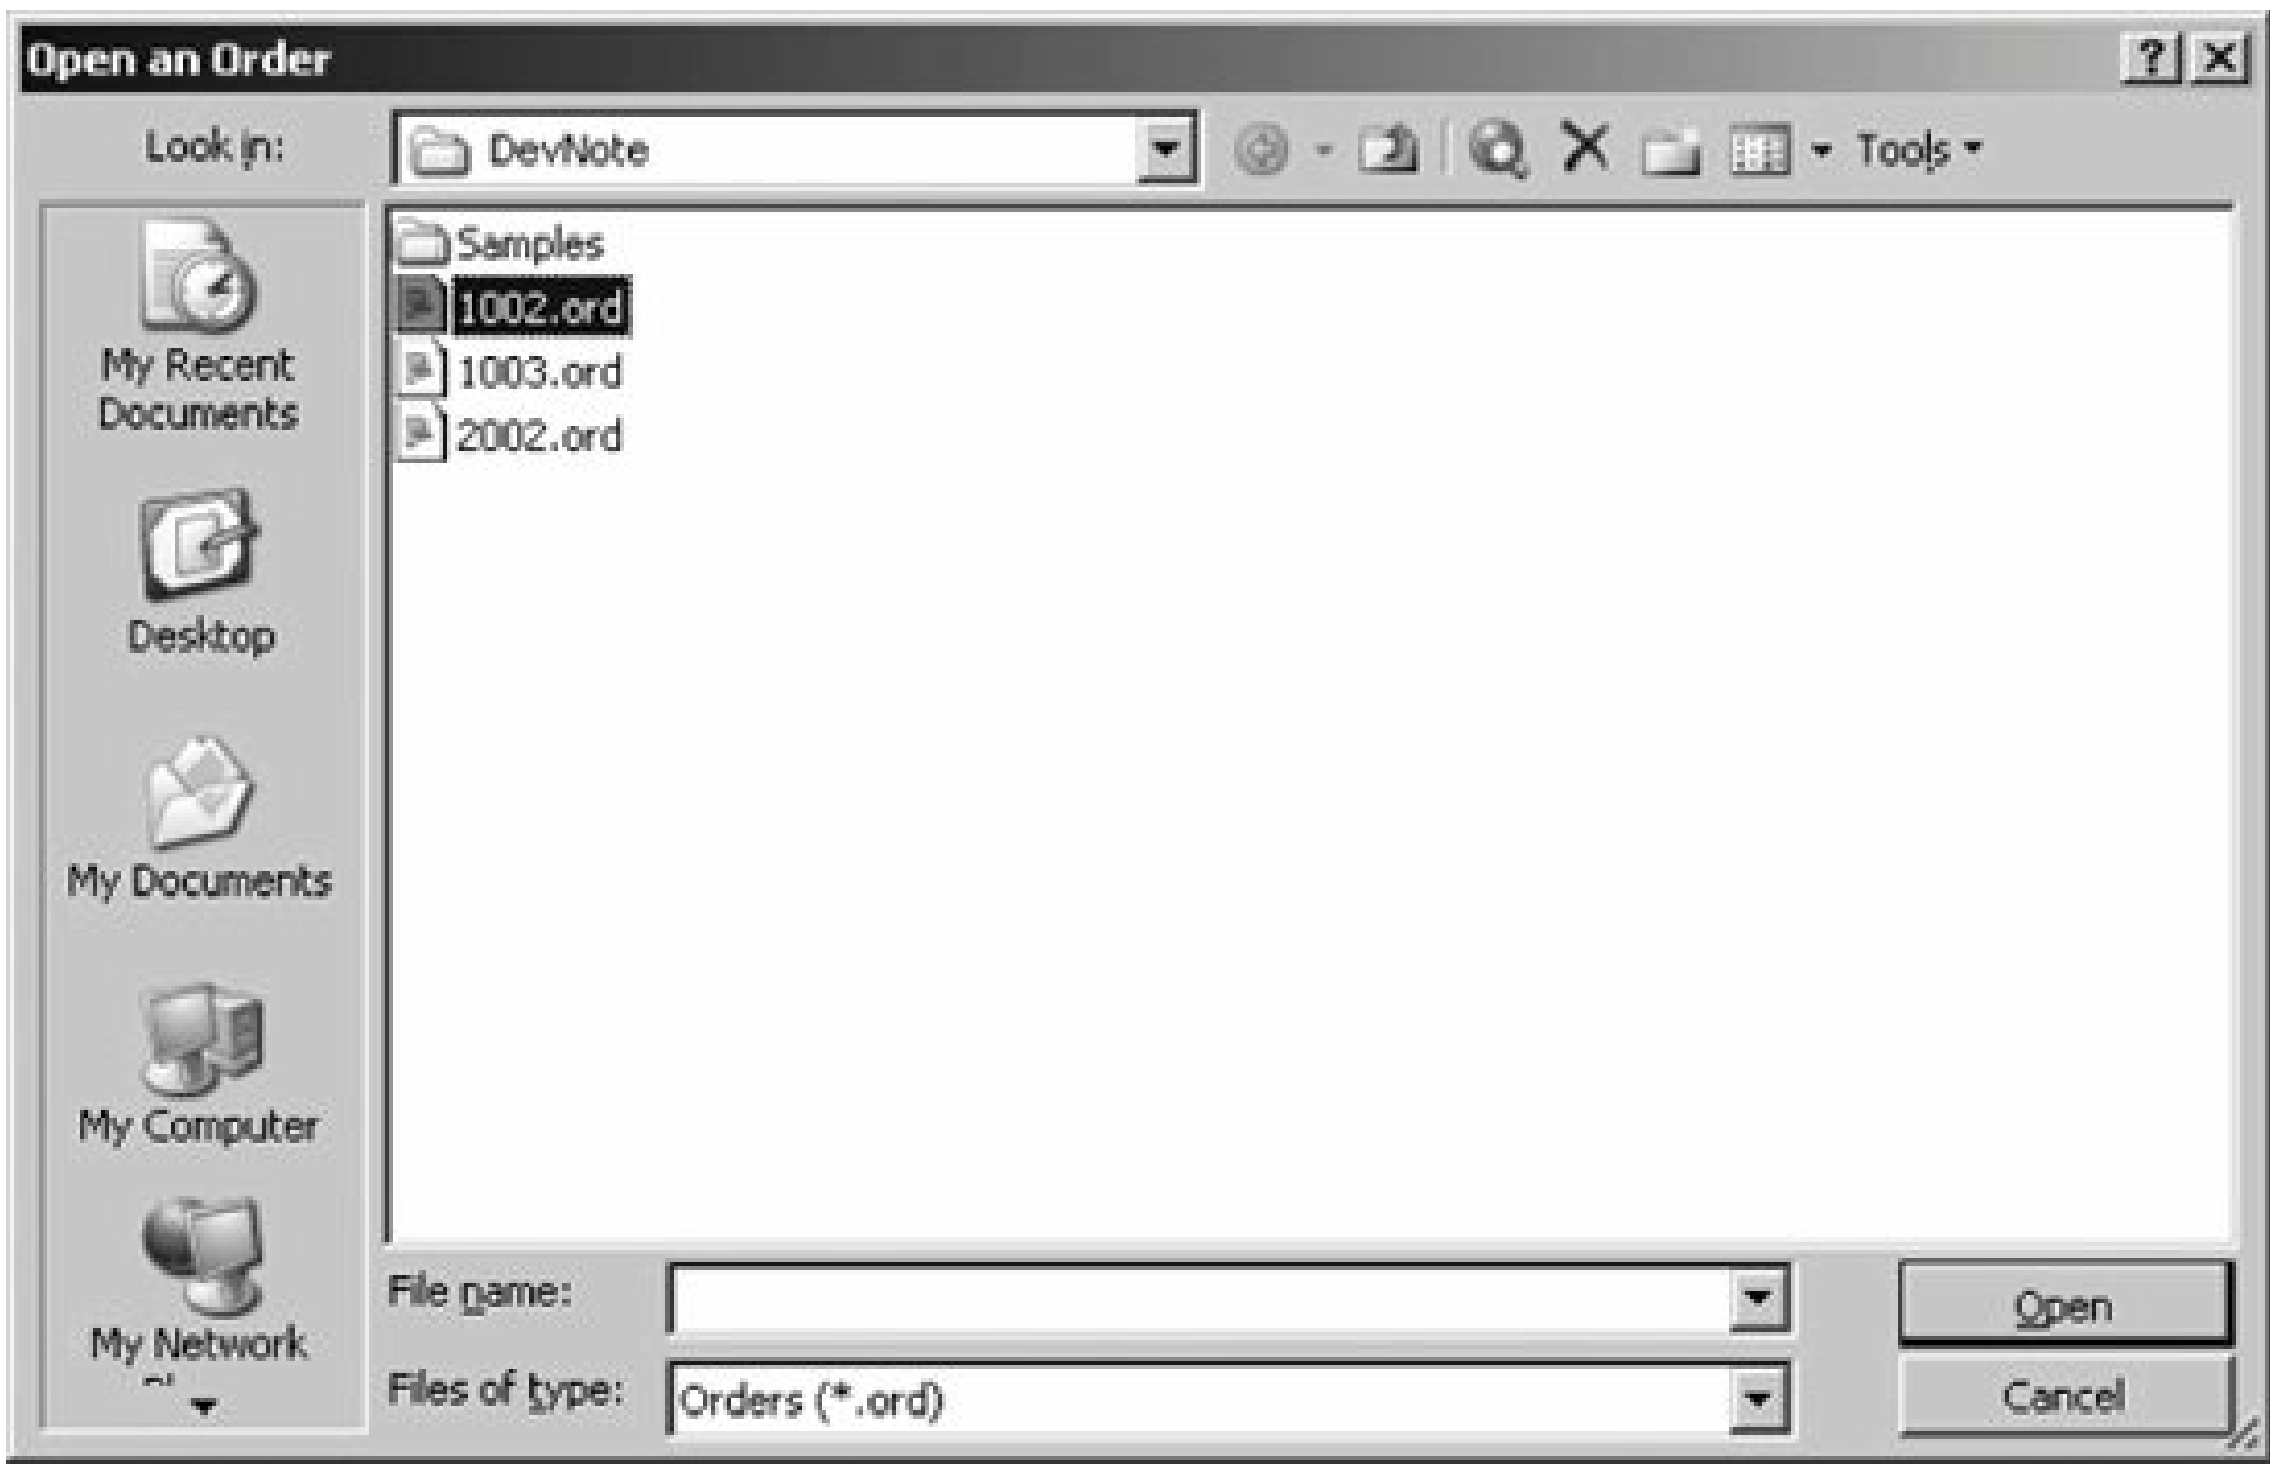 Open an Order
Look in:
DevNote
Tools
Samples
1002.ord
1003.ord
2002.ord
My Recent
Documents
Desktop
My Documents
My Computer
My Network
File name:
Open
Files of type:
Orders (*.ord)
Cancel